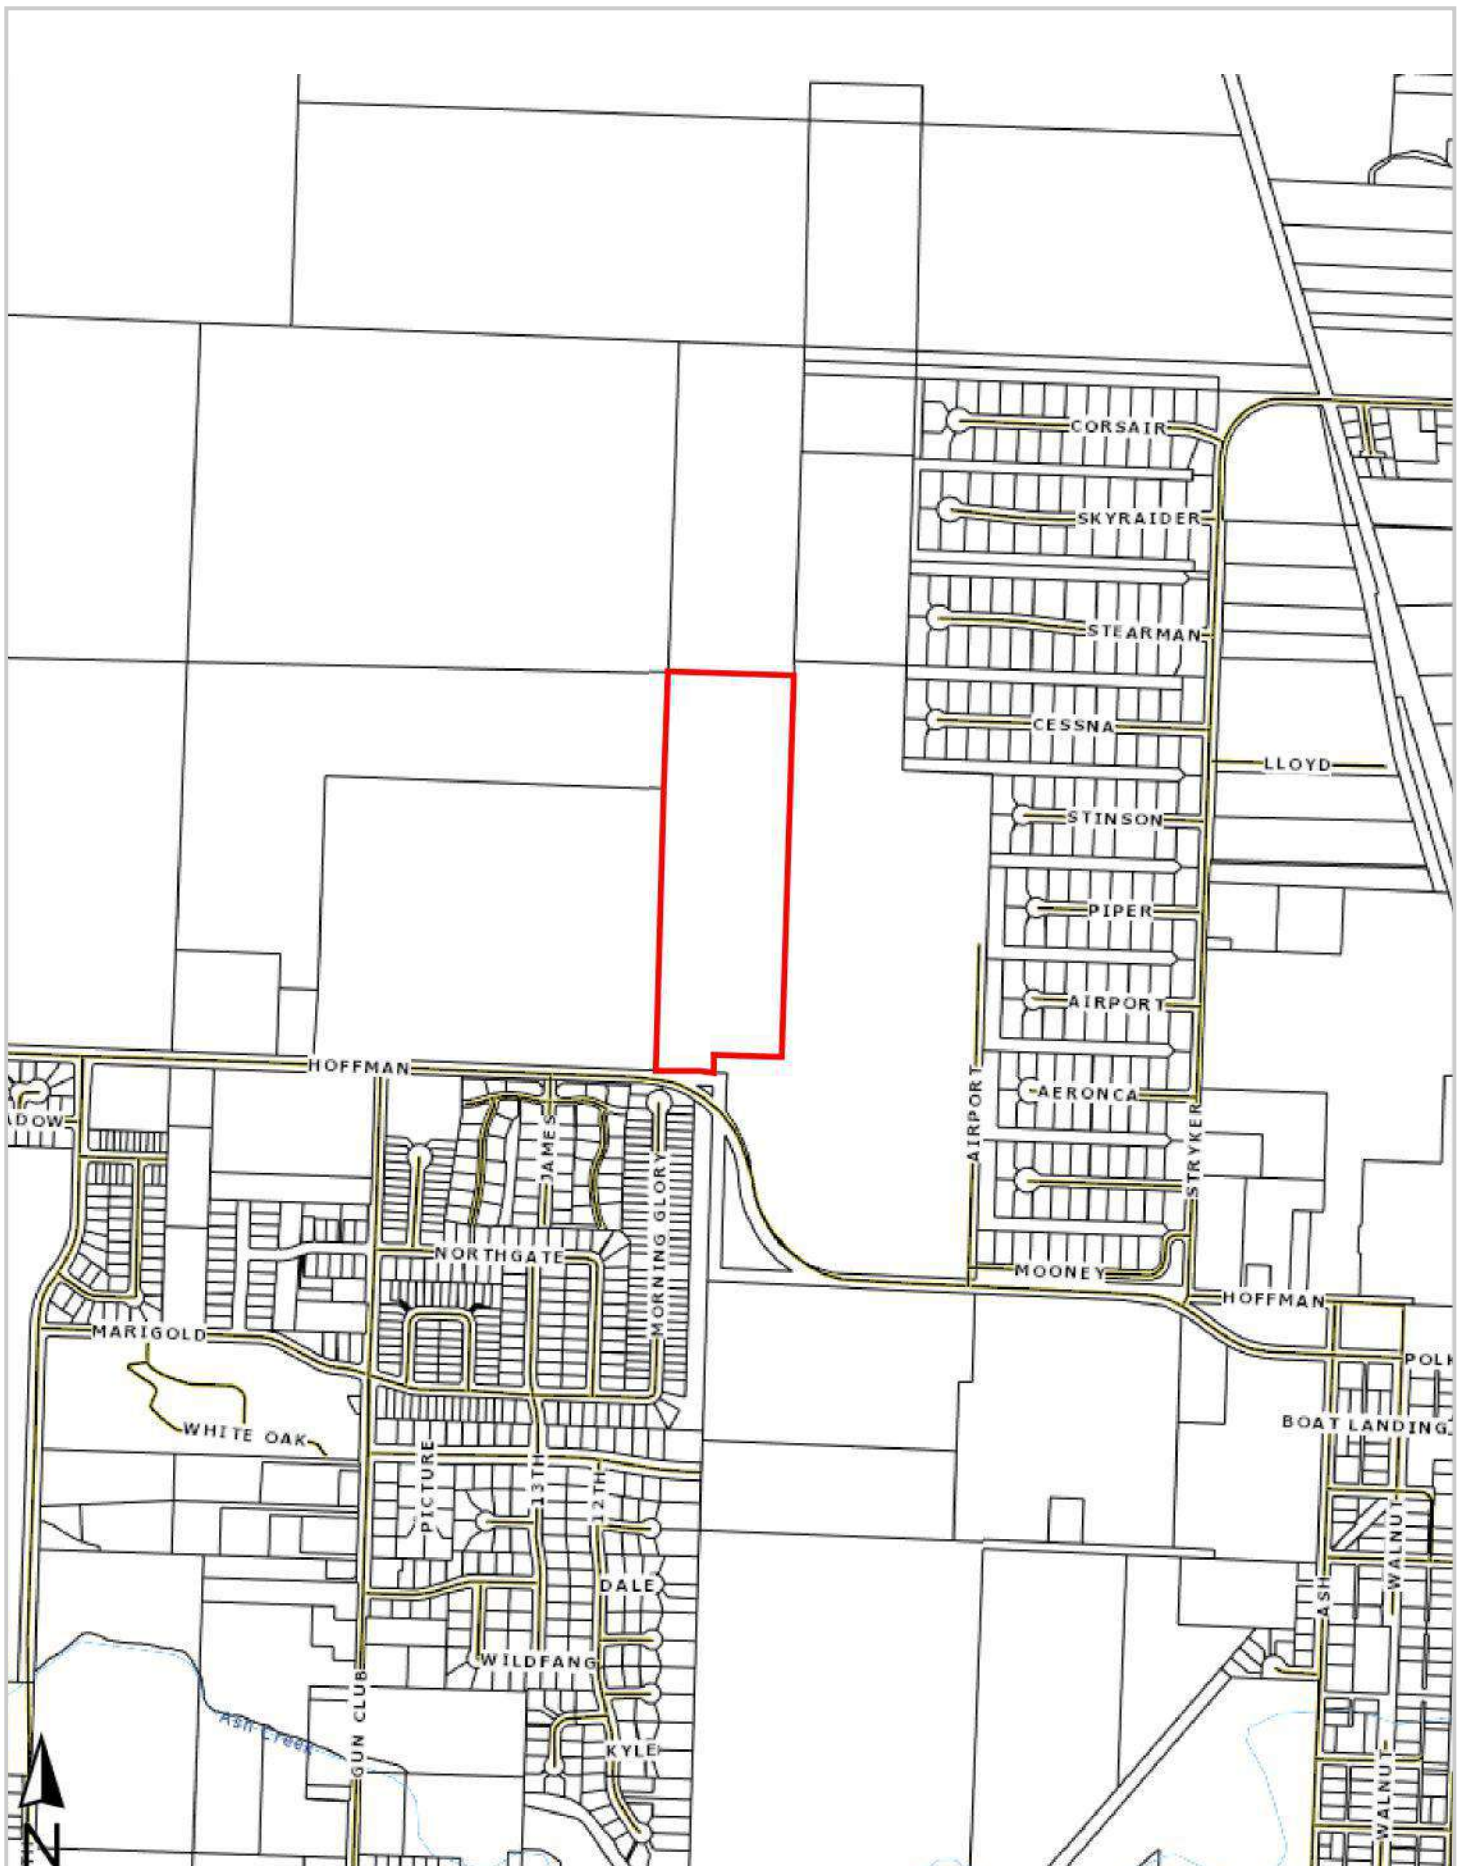 CORSAIR
SKYRAIDER
STEARMAN
CESSNA
LLOYD
STINSON
PIPER
AIRPORT
HOFFMAN
AERONCA
ADOW
JAMES
AIRPORT
STRYKER
MORNING GLORY
NORTHGATE
MOONEY
HOFFMAN
MARIGOLD
POLK
BOAT LANDING
WHITE OAK
PICTURE
13TH
12TH
WALNUT
DALE
ASH
WILDFANG
GUN CLUB
Ash Creek
KYLE
WALNUT
N